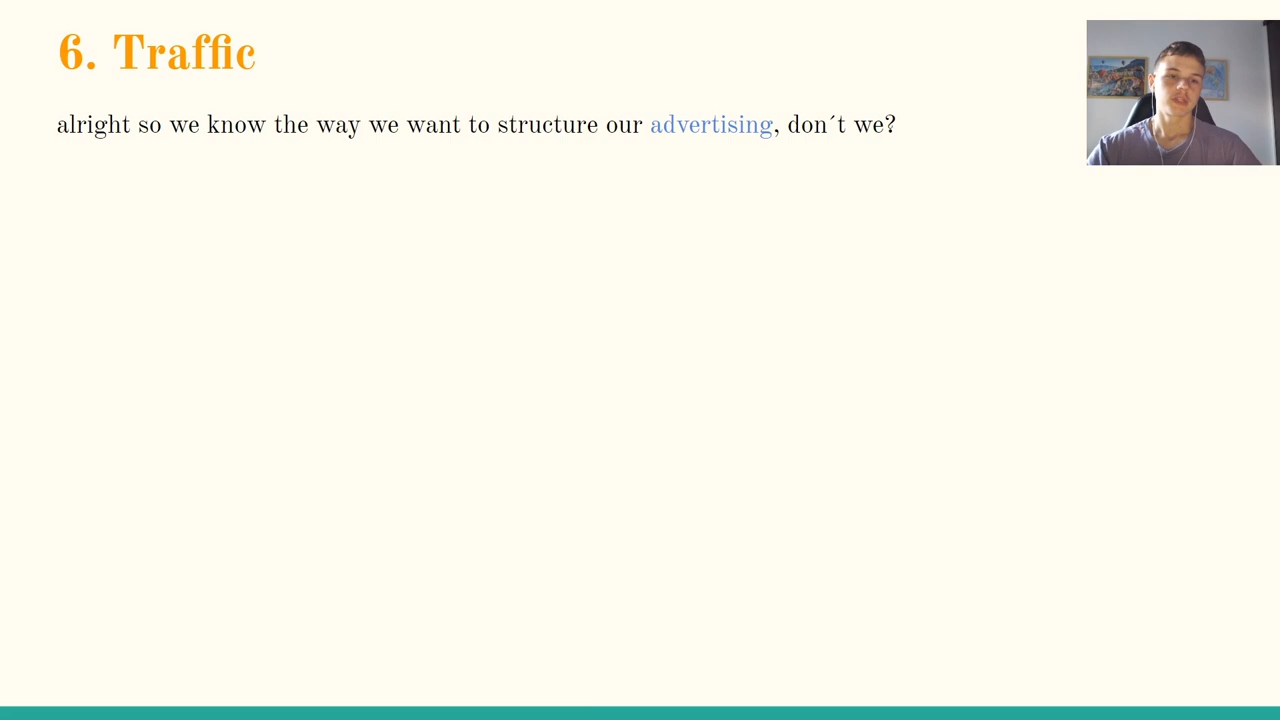 6. Traffic
alright so we know the way we want to structure our advertising, don´t we?